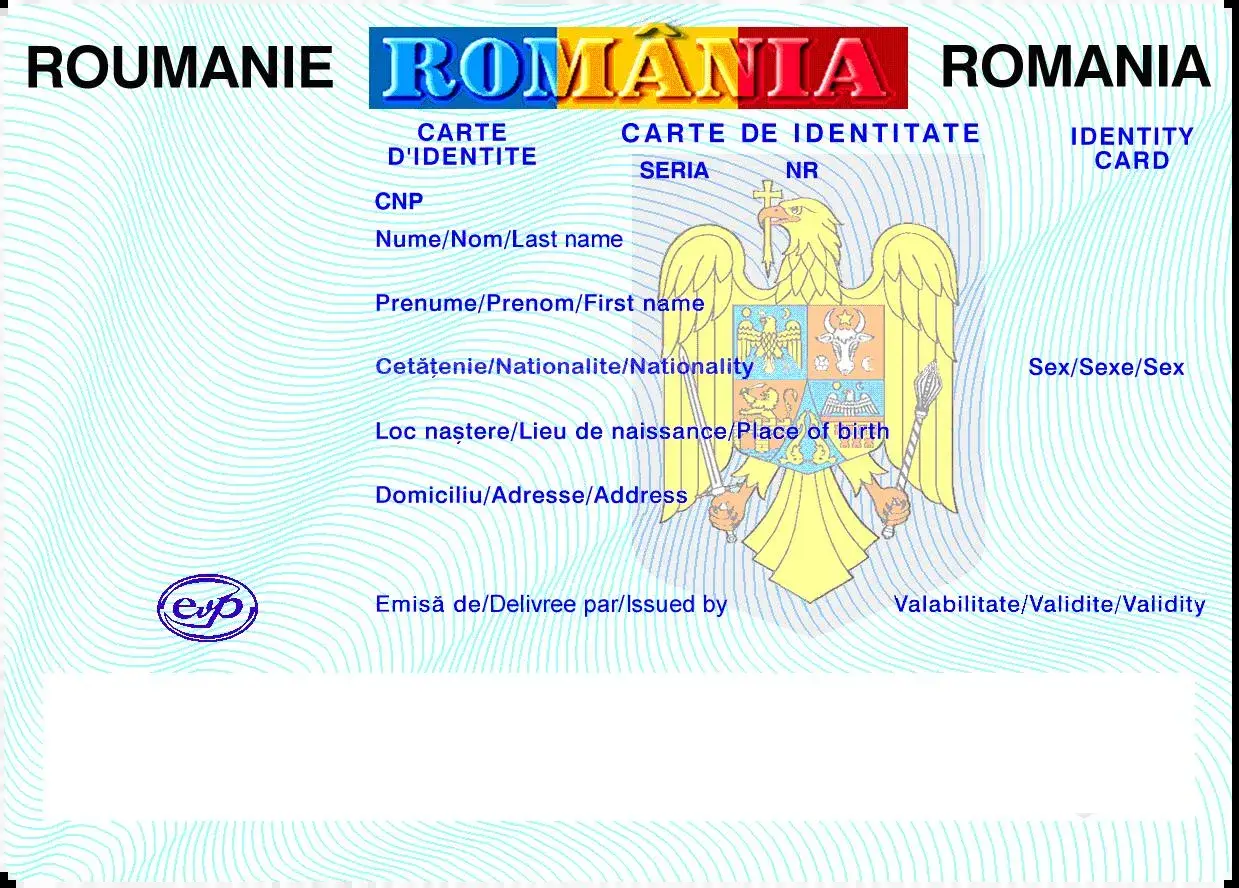 ROUMANIE ROMÂNIA ROMANIA
CARTE D'IDENTITE CARTE DE IDENTITATE IDENTITY CARD
SERIA NR
CNP
Nume/Nom/Last name
Prenume/Prenom/First name
Cetățenie/Nationalite/Nationality Sex/Sexe/Sex
Loc naștere/Lieu de naissance/Place of birth
Domiciliu/Adresse/Address
evp
Emisă de/Delivree par/Issued by Valabilitate/Validite/Validity